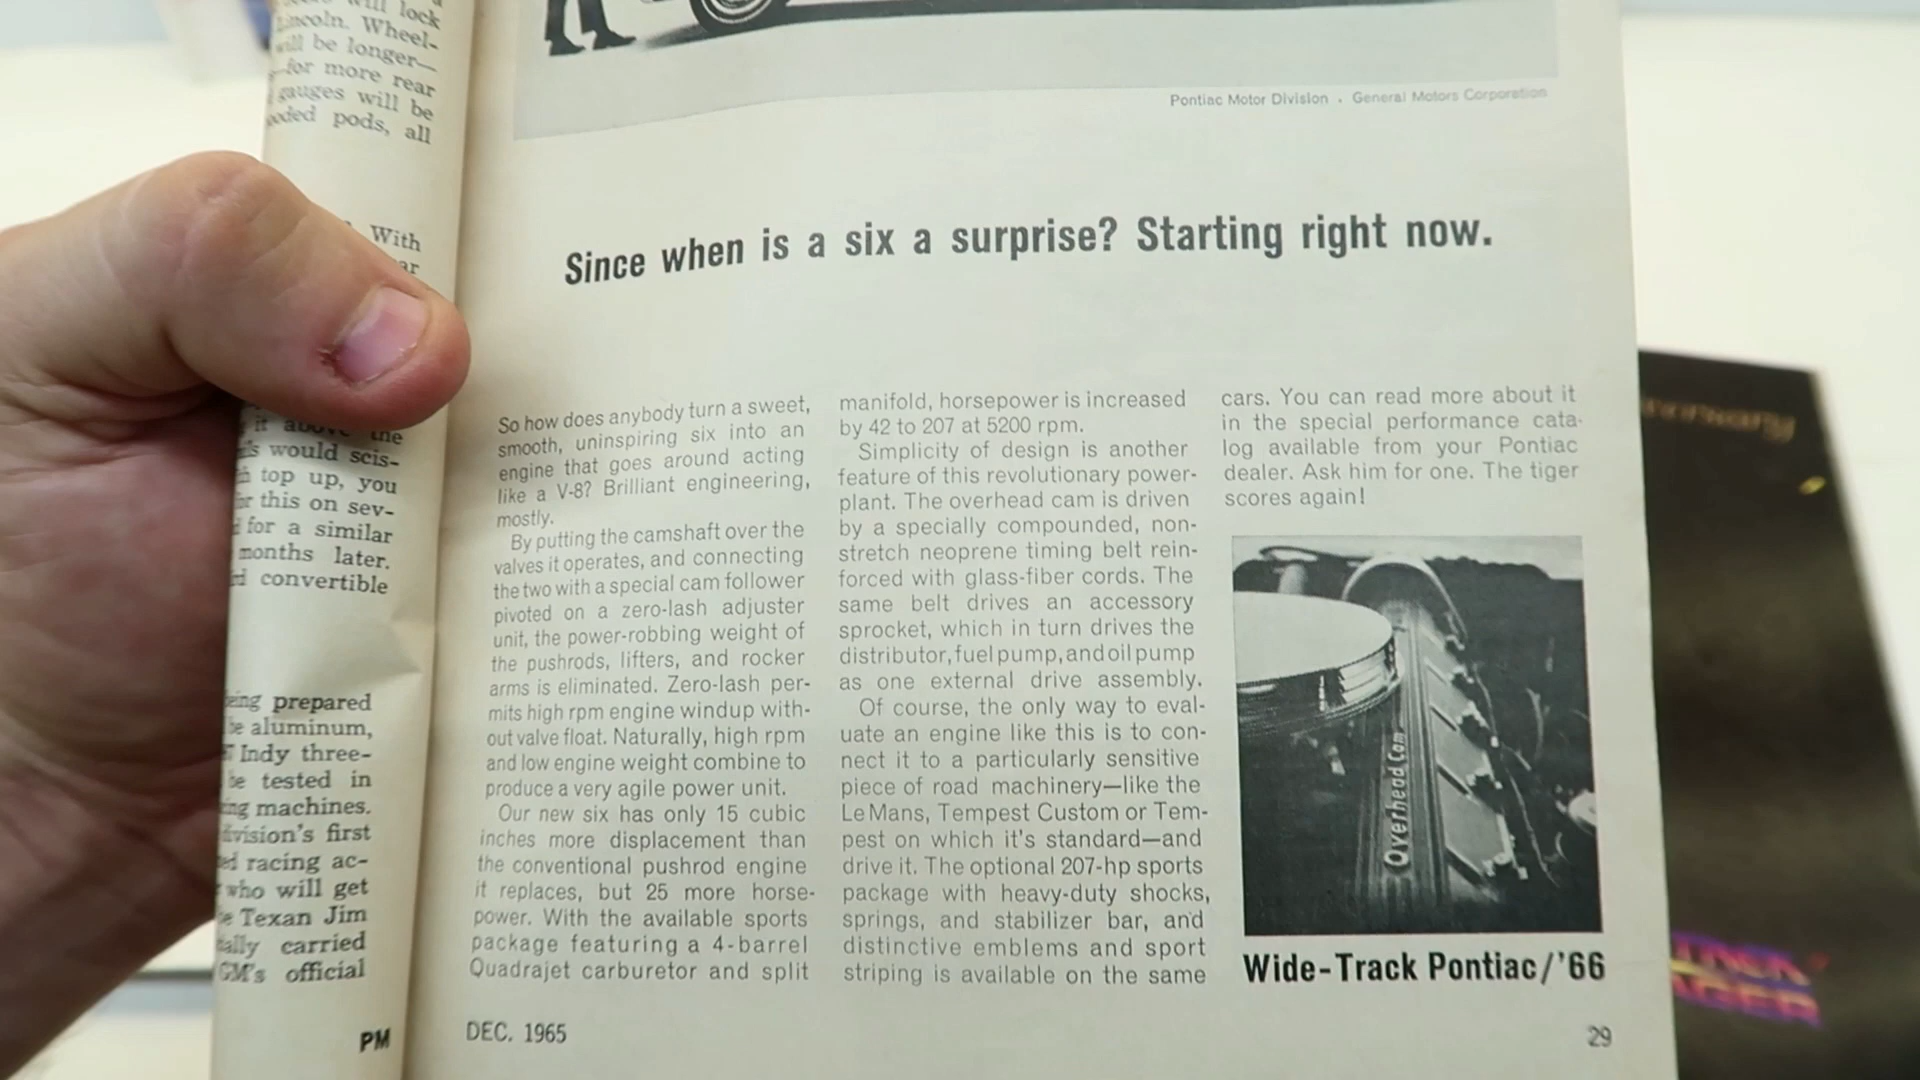 will lock
Lincoln. Wheel-
will be longer—
for more rear
gauges will be
pods, all
With
it above the
would scis-
top up, you
for this on sev-
for a similar
months later.
convertible
being prepared
be aluminum,
Indy three-
be tested in
machines.
division's first
racing ac-
who will get
Texan Jim
carried
GM's official
PM
Pontiac Motor Division • General Motors Corporation
Since when is a six a surprise? Starting right now.
So how does anybody turn a sweet,
smooth, uninspiring six into an
engine that goes around acting
like a V-8? Brilliant engineering,
mostly.
By putting the camshaft over the
valves it operates, and connecting
the two with a special cam follower
pivoted on a zero-lash adjuster
unit, the power-robbing weight of
the pushrods, lifters, and rocker
arms is eliminated. Zero-lash per-
mits high rpm engine windup with-
out valve float. Naturally, high rpm
and low engine weight combine to
produce a very agile power unit.
Our new six has only 15 cubic
inches more displacement than
the conventional pushrod engine
it replaces, but 25 more horse-
power. With the available sports
package featuring a 4-barrel
Quadrajet carburetor and split
manifold, horsepower is increased
by 42 to 207 at 5200 rpm.
Simplicity of design is another
feature of this revolutionary power-
plant. The overhead cam is driven
by a specially compounded, non-
stretch neoprene timing belt rein-
forced with glass-fiber cords. The
same belt drives an accessory
sprocket, which in turn drives the
distributor, fuel pump, and oil pump
as one external drive assembly.
Of course, the only way to eval-
uate an engine like this is to con-
nect it to a particularly sensitive
piece of road machinery—like the
Le Mans, Tempest Custom or Tem-
pest on which it's standard—and
drive it. The optional 207-hp sports
package with heavy-duty shocks,
springs, and stabilizer bar, and
distinctive emblems and sport
striping is available on the same
cars. You can read more about it
in the special performance cata-
log available from your Pontiac
dealer. Ask him for one. The tiger
scores again!
Overhead Cam
Wide-Track Pontiac/'66
DEC. 1965
29